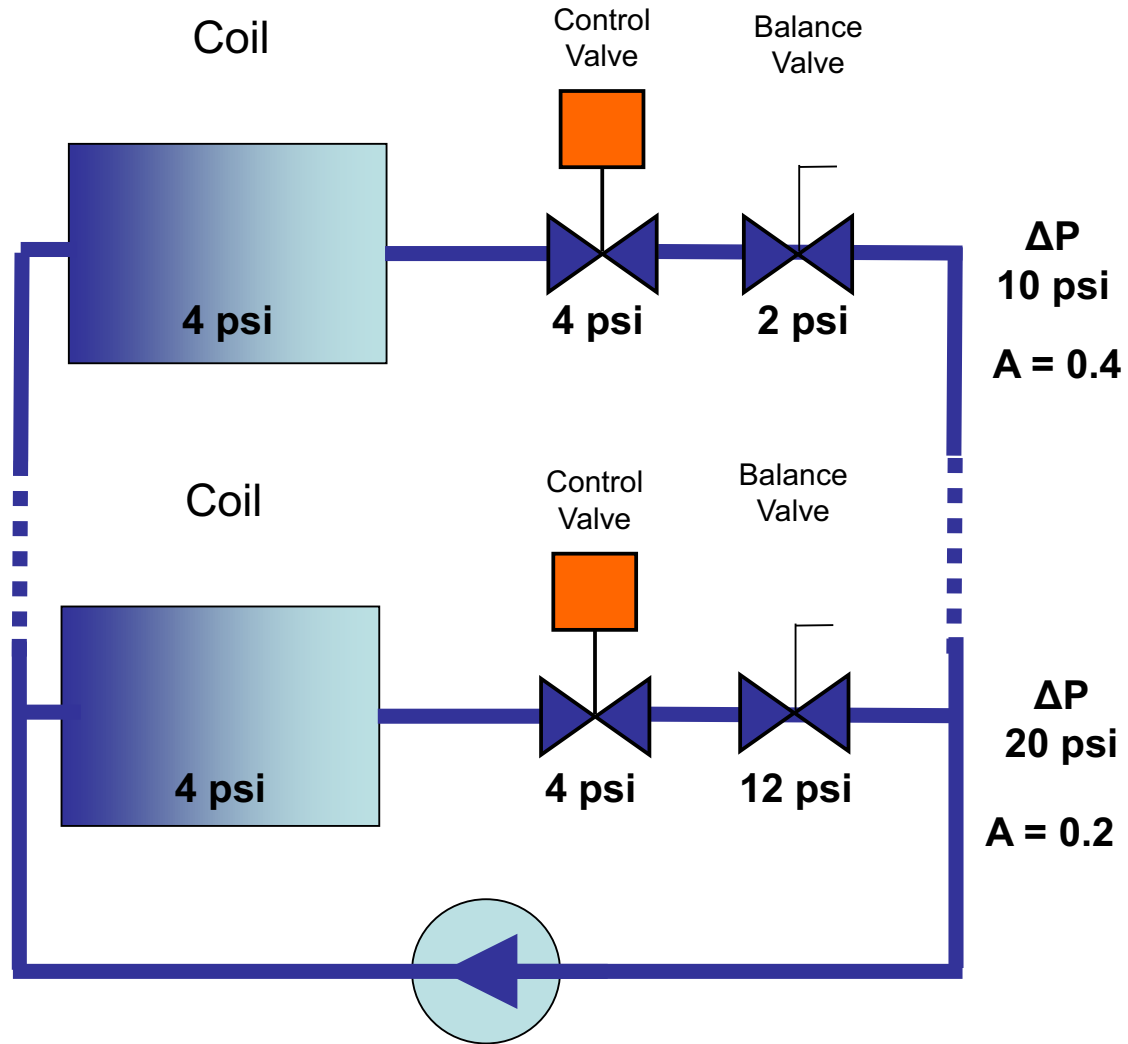 Coil
Control
Valve
Balance
Valve
4 psi
4 psi
2 psi
ΔP
10 psi
A = 0.4
Coil
Control
Valve
Balance
Valve
4 psi
4 psi
12 psi
ΔP
20 psi
A = 0.2